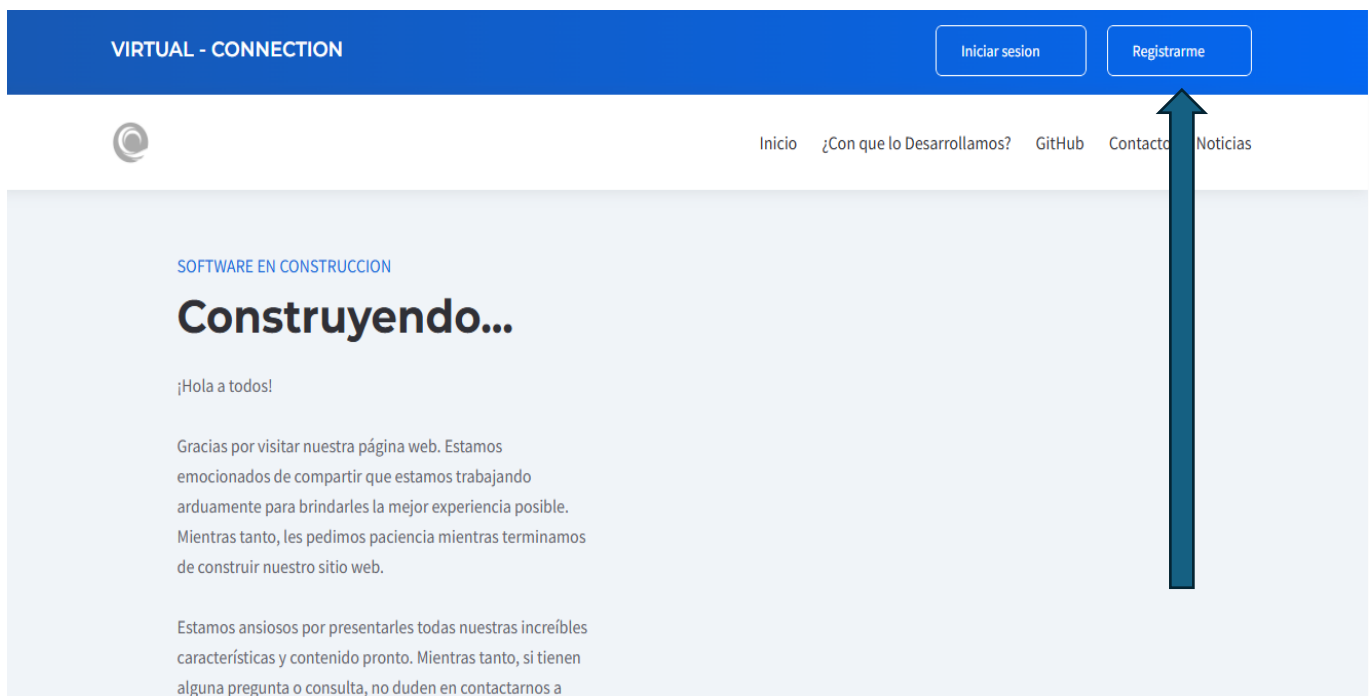 VIRTUAL - CONNECTION
Iniciar sesion
Registrarme
Inicio
¿Con que lo Desarrollamos?
GitHub
Contacto
Noticias
SOFTWARE EN CONSTRUCCION
Construyendo...
¡Hola a todos!
Gracias por visitar nuestra página web. Estamos
emocionados de compartir que estamos trabajando
arduamente para brindarles la mejor experiencia posible.
Mientras tanto, les pedimos paciencia mientras terminamos
de construir nuestro sitio web.
Estamos ansiosos por presentarles todas nuestras increíbles
características y contenido pronto. Mientras tanto, si tienen
alguna pregunta o consulta, no duden en contactarnos a